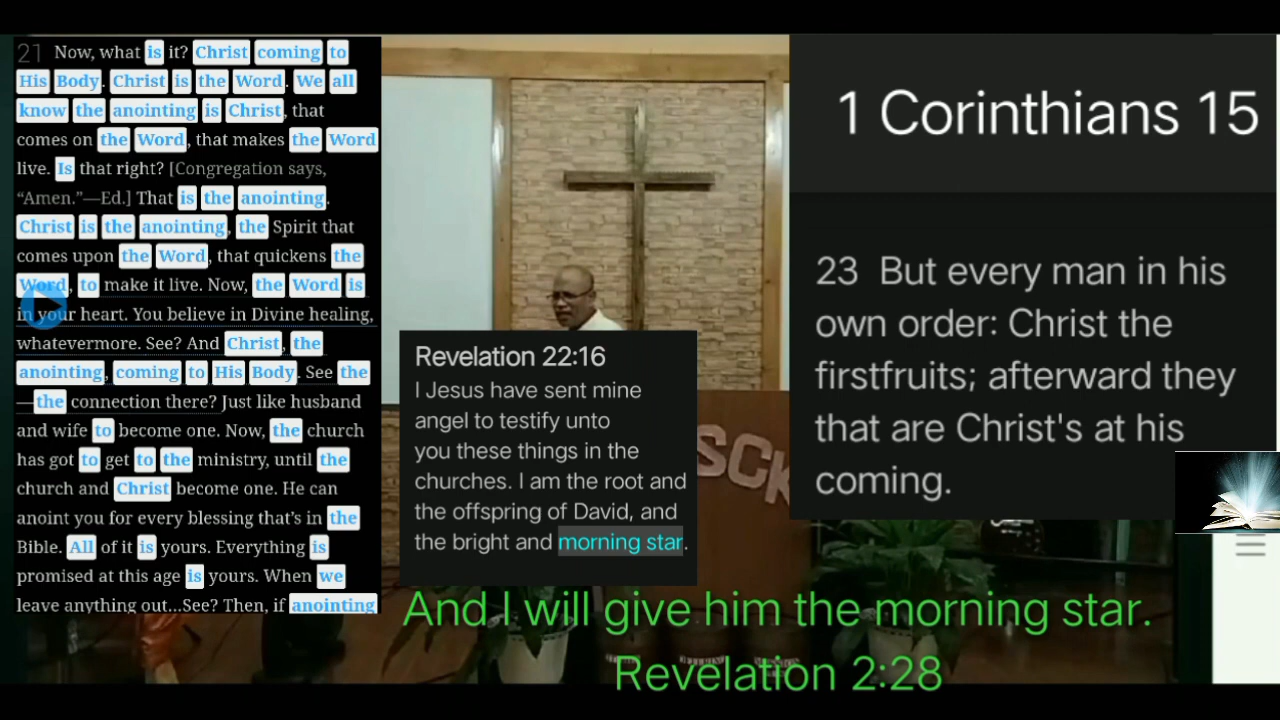 21 Now, what is it? Christ coming to
His Body. Christ is the Word. We all
know the anointing is Christ, that
comes on the Word, that makes the Word
live. Is that right? [Congregation says,
“Amen.”—Ed.] That is the anointing.
Christ is the anointing, the Spirit that
comes upon the Word, that quickens the
Word, to make it live. Now, the Word is
in your heart. You believe in Divine healing,
whatevermore. See? And Christ, the
anointing, coming to His Body. See the
—the connection there? Just like husband
and wife to become one. Now, the church
has got to get to the ministry, until the
church and Christ become one. He can
anoint you for every blessing that’s in the
Bible. All of it is yours. Everything is
promised at this age is yours. When we
leave anything out...See? Then, if anointing
Revelation 22:16
I Jesus have sent mine
angel to testify unto
you these things in the
churches. I am the root and
the offspring of David, and
the bright and morning star.
1 Corinthians 15
23 But every man in his
own order: Christ the
firstfruits; afterward they
that are Christ's at his
coming.
And I will give him the morning star.
Revelation 2:28